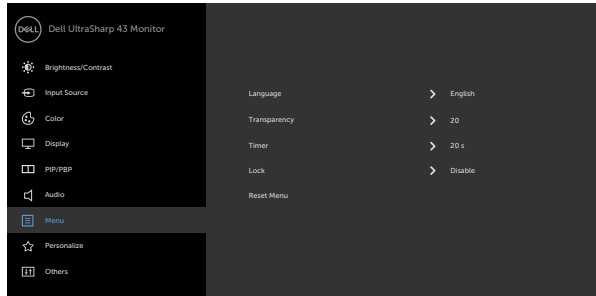 DELL Dell UltraSharp 43 Monitor
Brightness/Contrast
Input Source
Color
Display
PIP/PBP
Audio
Menu
Personalize
Others
Language English
Transparency 20
Timer 20 s
Lock Disable
Reset Menu